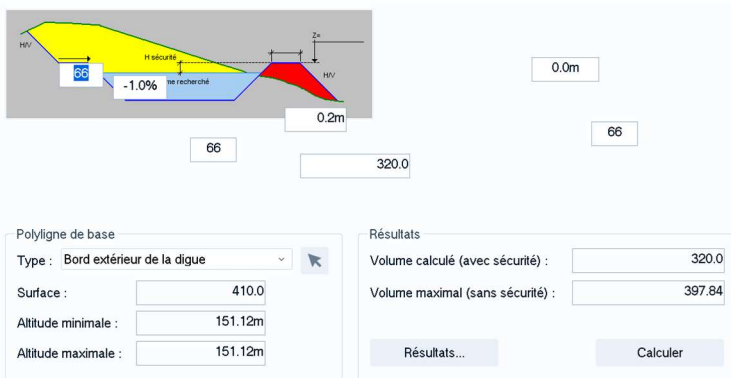 Z=
H/V
H sécurité
0.0m
66
H/V
-1.0%
me recherché
0.2m
66
66
320.0
Polyligne de base
Type : Bord extérieur de la digue
Surface : 410.0
Altitude minimale : 151.12m
Altitude maximale : 151.12m
Résultats
Volume calculé (avec sécurité) : 320.0
Volume maximal (sans sécurité) : 397.84
Résultats...
Calculer